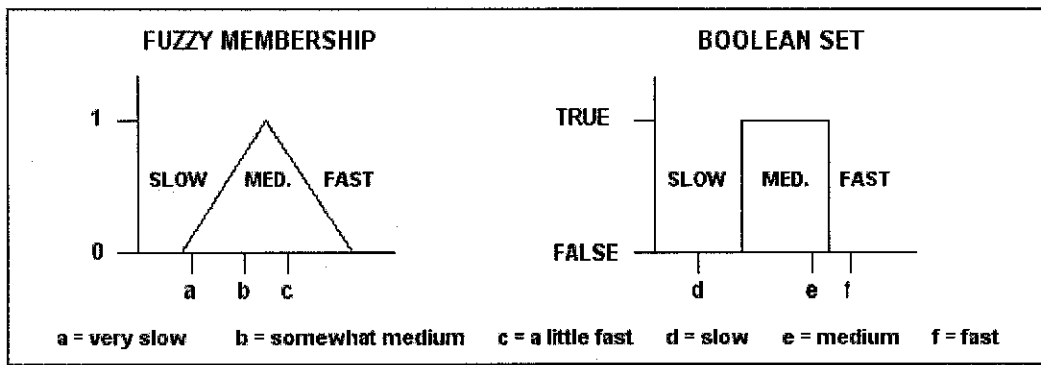 FUZZY MEMBERSHIP BOOLEAN SET
1 TRUE
SLOW MED. FAST SLOW MED. FAST
0 FALSE
a b c d e f
a = very slow b = somewhat medium c = a little fast d = slow e = medium f = fast